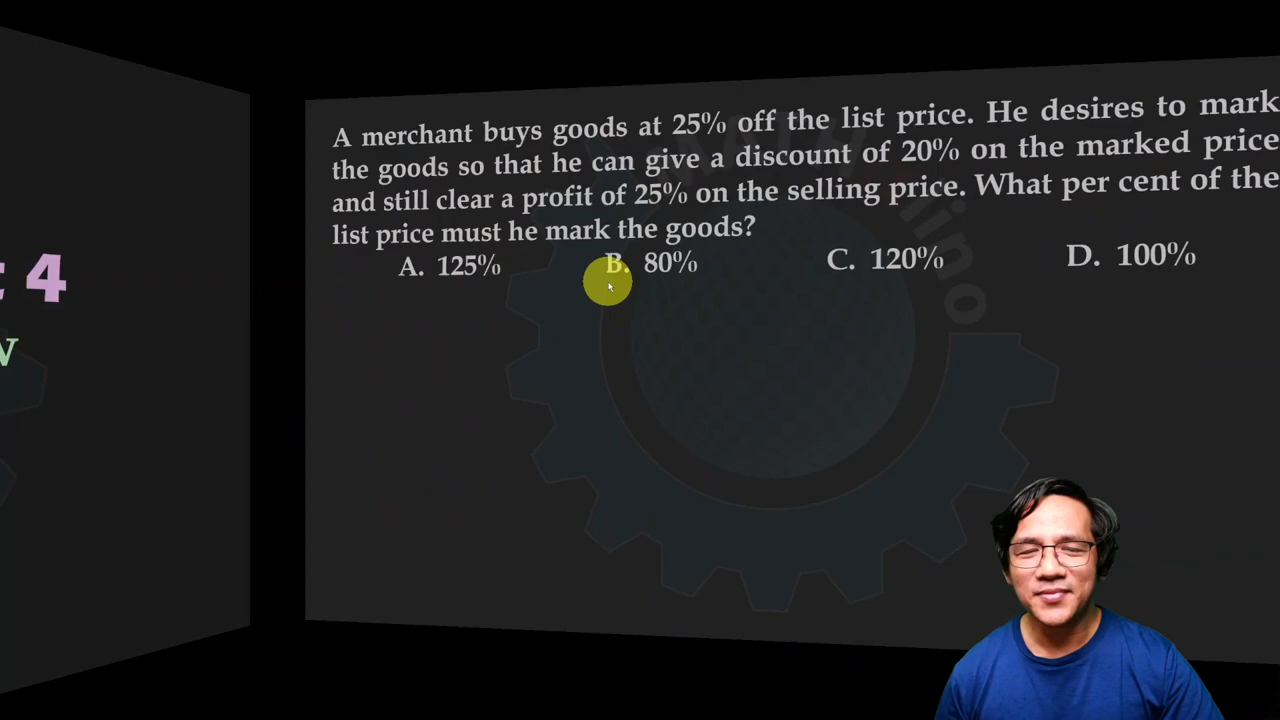 A merchant buys goods at 25% off the list price. He desires to mark
the goods so that he can give a discount of 20% on the marked price
and still clear a profit of 25% on the selling price. What per cent of the
list price must he mark the goods?
A. 125% B. 80% C. 120% D. 100%
4